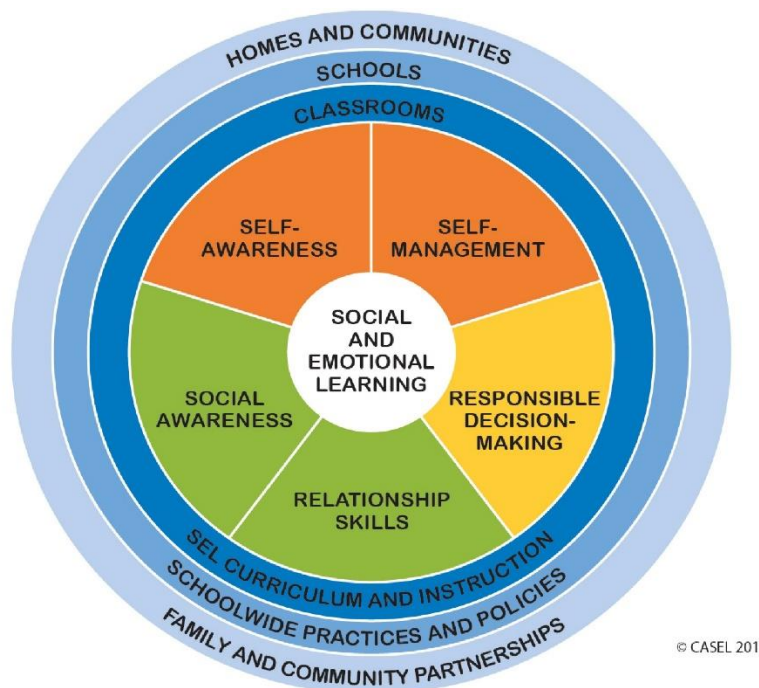 HOMES AND COMMUNITIES
SCHOOLS
CLASSROOMS
SELF-
AWARENESS
SELF-
MANAGEMENT
SOCIAL
AND
EMOTIONAL
LEARNING
SOCIAL
AWARENESS
RESPONSIBLE
DECISION-
MAKING
RELATIONSHIP
SKILLS
SEL CURRICULUM AND INSTRUCTION
SCHOOLWIDE PRACTICES AND POLICIES
FAMILY AND COMMUNITY PARTNERSHIPS
© CASEL 201